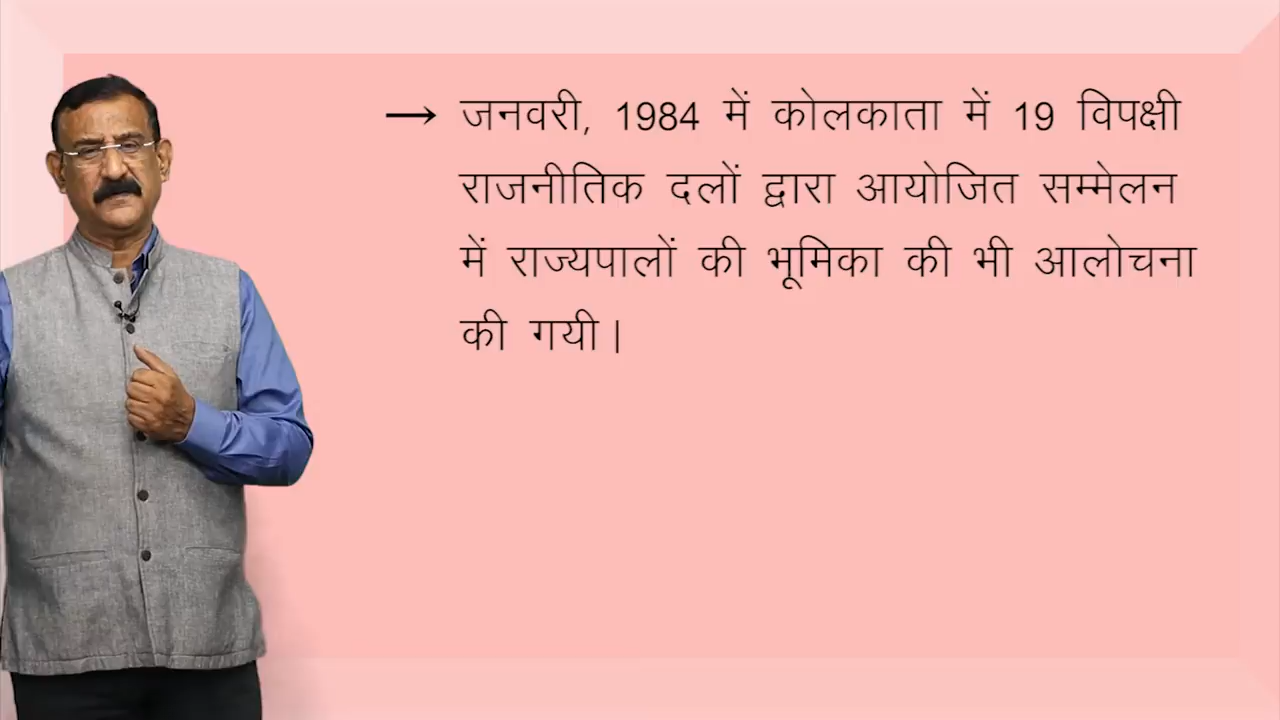 → जनवरी, 1984 में कोलकाता में 19 विपक्षी
राजनीतिक दलों द्वारा आयोजित सम्मेलन
में राज्यपालों की भूमिका की भी आलोचना
की गयी।